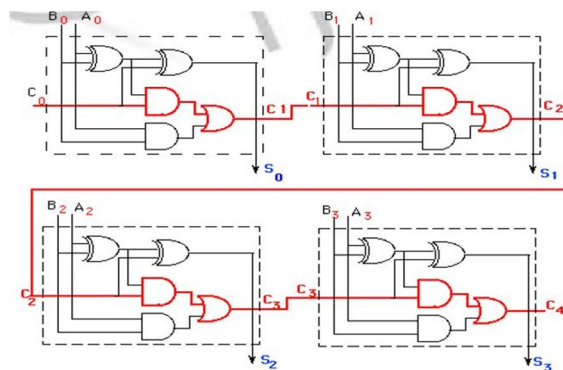 B0 A0 B1 A1
C0 C1 C1 C2
S0 S1
B2 A2 B3 A3
C2 C3 C3 C4
S2 S3